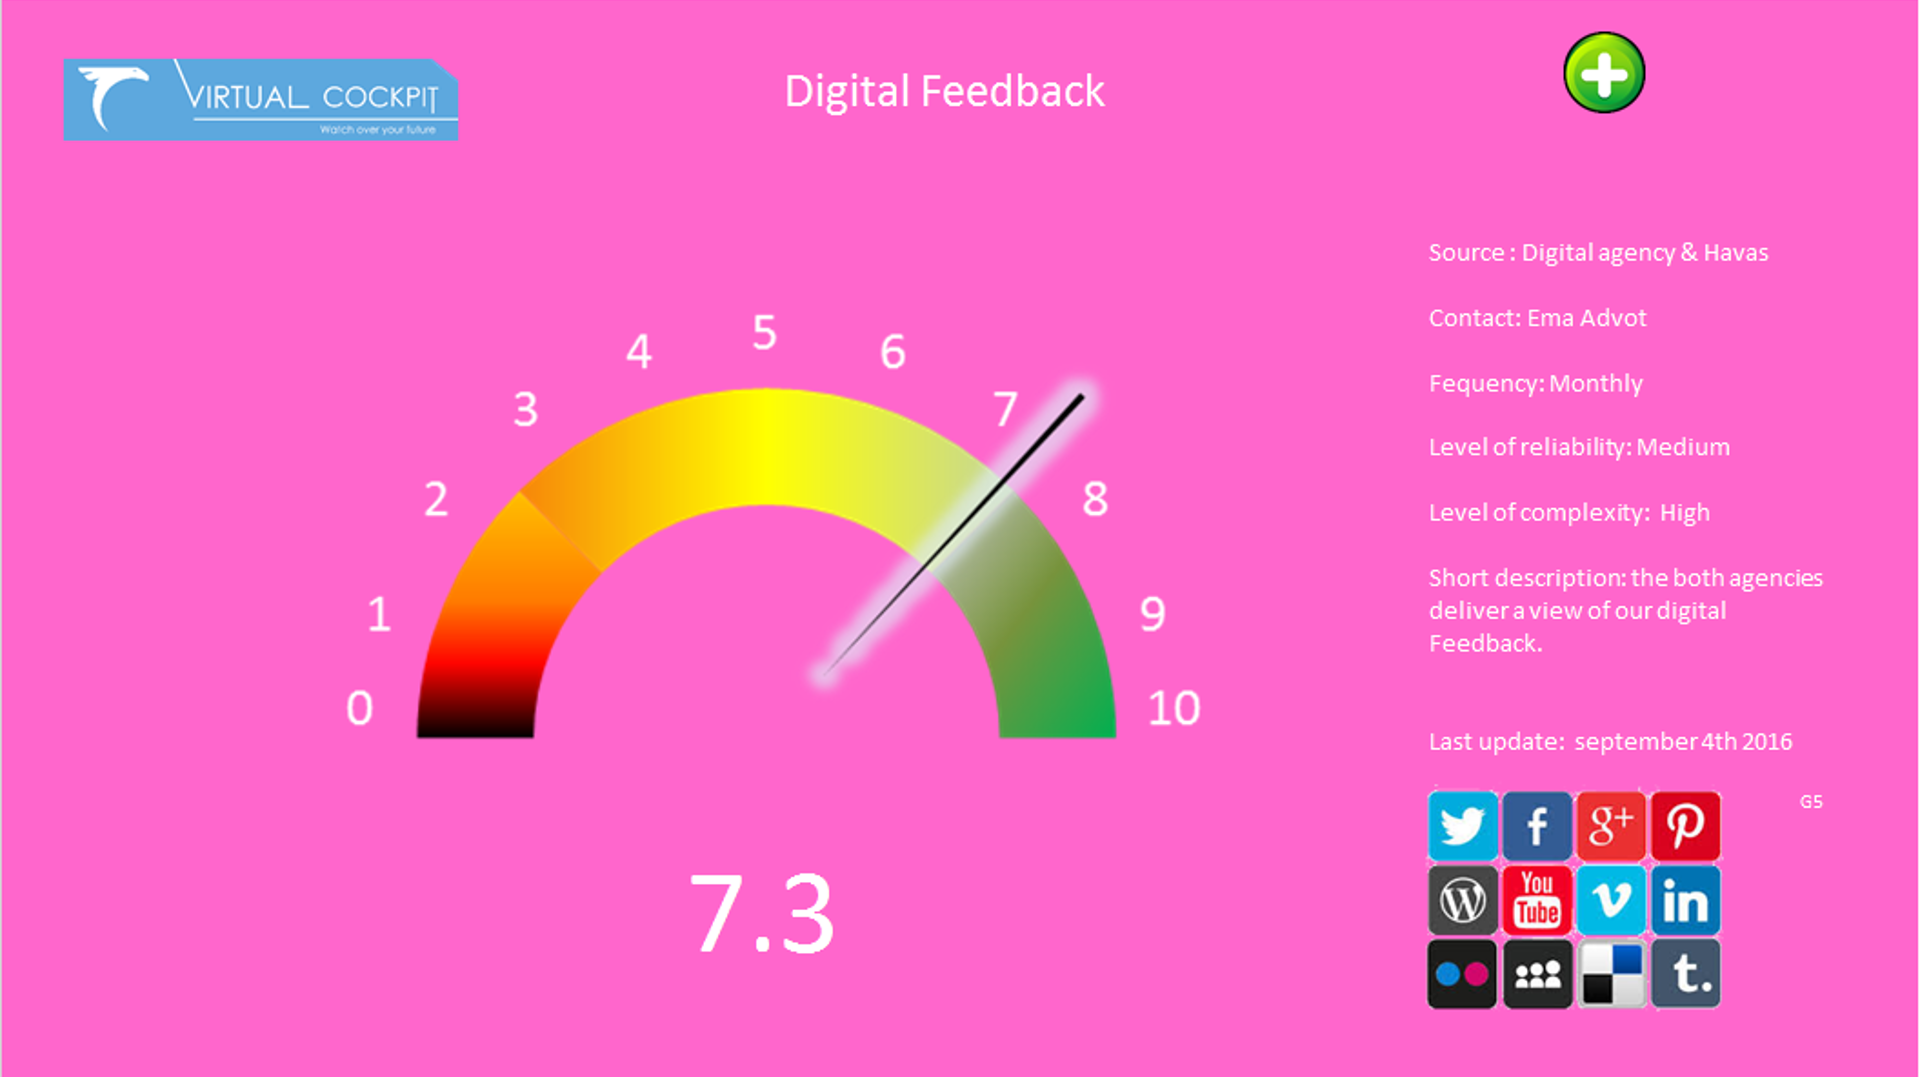 VIRTUAL COCKPIT
Watch over your future
Digital Feedback
Source : Digital agency & Havas
Contact: Ema Advot
Fequency: Monthly
Level of reliability: Medium
Level of complexity: High
Short description: the both agencies
deliver a view of our digital
Feedback.
Last update: september 4th 2016
G5
0
1
2
3
4
5
6
7
8
9
10
7.3
f g+ P
W You Tube v in
t.